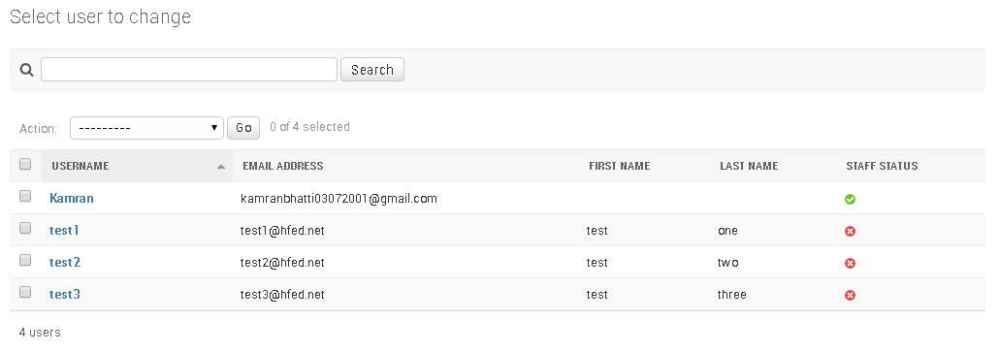 Select user to change
Search
Action: --------- Go 0 of 4 selected
USERNAME EMAIL ADDRESS FIRST NAME LAST NAME STAFF STATUS
Kamran kamranbhatti03072001@gmail.com
test1 test1@hfed.net test one
test2 test2@hfed.net test two
test3 test3@hfed.net test three
4 users